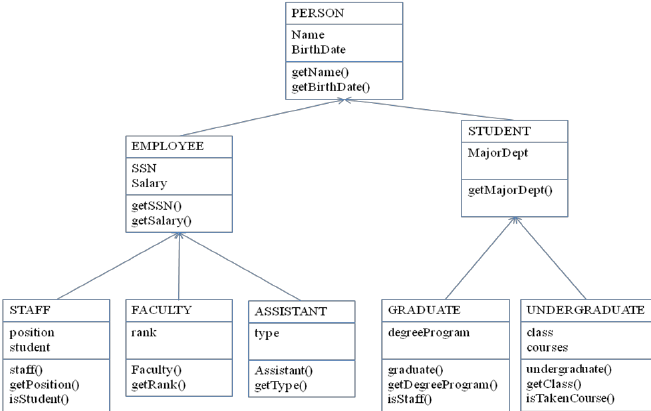 PERSON
Name
BirthDate
getName()
getBirthDate()
EMPLOYEE
SSN
Salary
getSSN()
getSalary()
STUDENT
MajorDept
getMajorDept()
STAFF
position
student
staff()
getPosition()
isStudent()
FACULTY
rank
Faculty()
getRank()
ASSISTANT
type
Assistant()
getType()
GRADUATE
degreeProgram
graduate()
getDegreeProgram()
isStaff()
UNDERGRADUATE
class
courses
undergraduate()
getClass()
isTakenCourse()